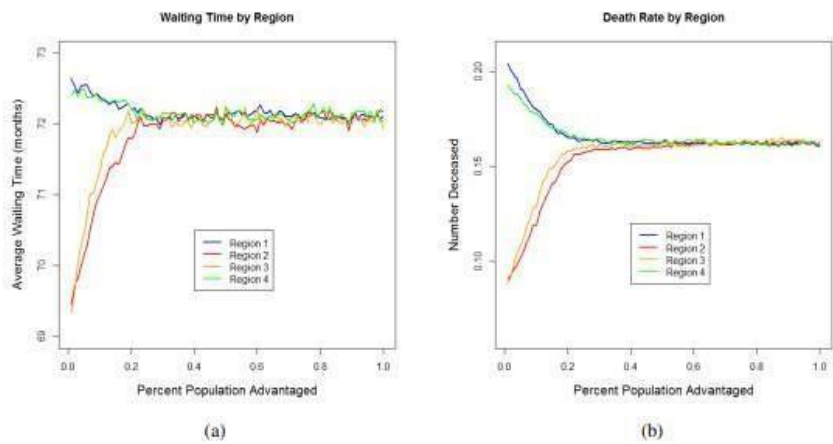 Waiting Time by Region
Average Waiting Time (months)
73
72
71
70
69
Region 1
Region 2
Region 3
Region 4
0.0 0.2 0.4 0.6 0.8 1.0
Percent Population Advantaged
(a)
Death Rate by Region
Number Deceased
0.20
0.15
0.10
Region 1
Region 2
Region 3
Region 4
0.0 0.2 0.4 0.6 0.8 1.0
Percent Population Advantaged
(b)